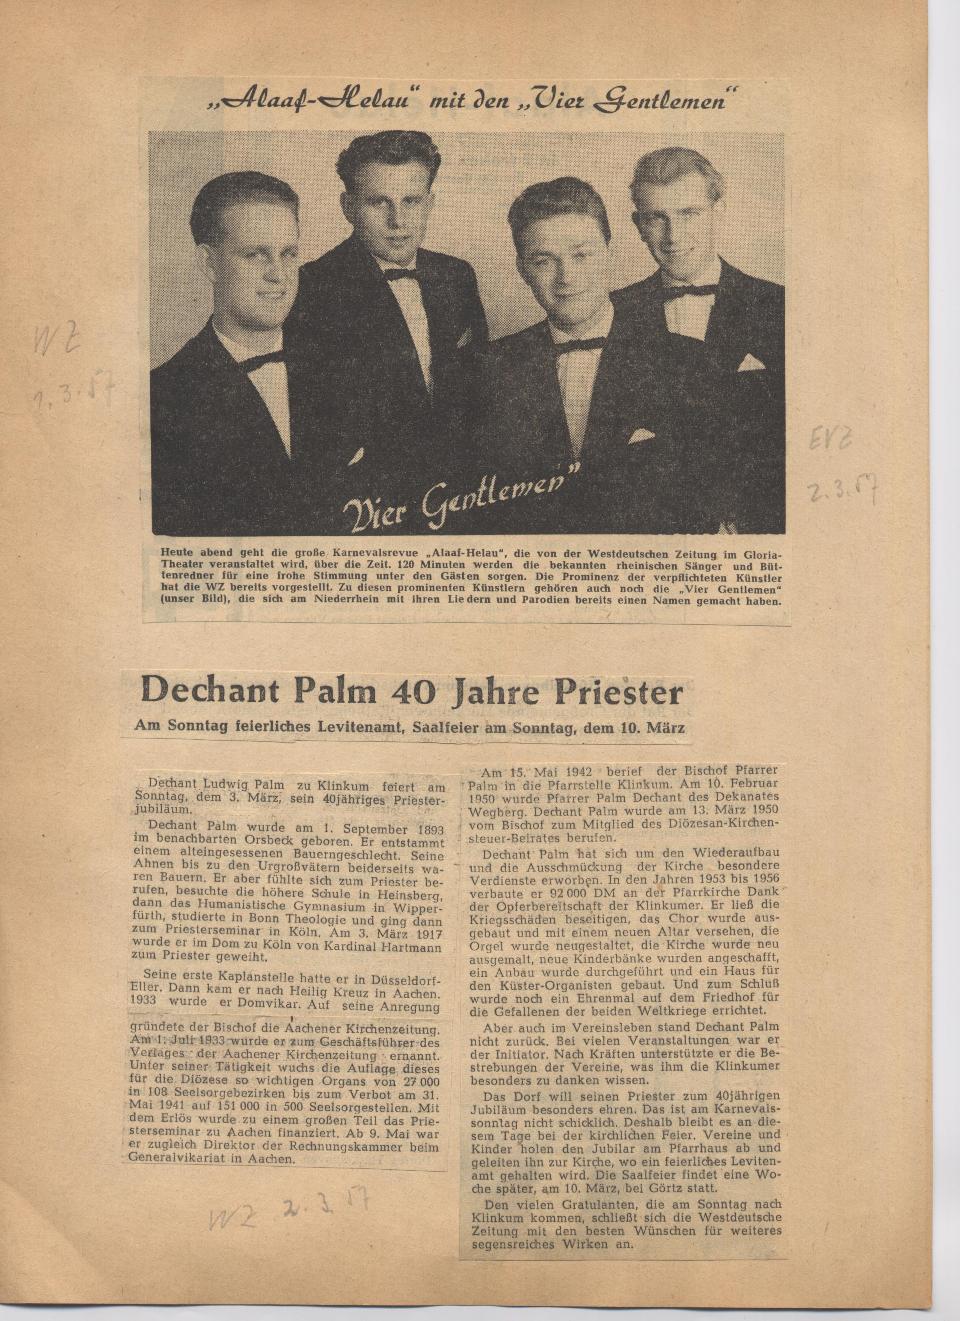 „Alaaf-Helau“ mit den „Vier Gentlemen“
Vier Gentlemen”
WZ
2.3.57
EVZ
2.3.57
Heute abend geht die große Karnevalsrevue „Alaaf-Helau“, die von der Westdeutschen Zeitung im Gloria-
Theater veranstaltet wird, über die Zeit. 120 Minuten werden die bekannten rheinischen Sänger und Büt-
tenredner für eine frohe Stimmung unter den Gästen sorgen. Die Prominenz der verpflichteten Künstler
hat die WZ bereits vorgestellt. Zu diesen prominenten Künstlern gehören auch noch die „Vier Gentlemen“
(unser Bild), die sich am Niederrhein mit ihren Liedern und Parodien bereits einen Namen gemacht haben.
Dechant Palm 40 Jahre Priester
Am Sonntag feierliches Levitenamt, Saalfeier am Sonntag, dem 10. März
Dechant Ludwig Palm zu Klinkum feiert am
Sonntag, dem 3. März, sein 40jähriges Priester-
jubiläum.
Dechant Palm wurde am 1. September 1893
im benachbarten Orsbeck geboren. Er entstammt
einem alteingesessenen Bauerngeschlecht. Seine
Ahnen bis zu den Urgroßvätern beiderseits wa-
ren Bauern. Er aber fühlte sich zum Priester be-
rufen, besuchte die höhere Schule in Heinsberg,
dann das Humanistische Gymnasium in Wipper-
fürth, studierte in Bonn Theologie und ging dann
zum Priesterseminar in Köln. Am 3. März 1917
wurde er im Dom zu Köln von Kardinal Hartmann
zum Priester geweiht.
Seine erste Kaplanstelle hatte er in Düsseldorf-
Eller. Dann kam er nach Heilig Kreuz in Aachen.
1933 wurde er Domvikar. Auf seine Anregung
gründete der Bischof die Aachener Kirchenzeitung.
Am 1. Juli 1933 wurde er zum Geschäftsführer des
Verlages der Aachener Kirchenzeitung ernannt.
Unter seiner Tätigkeit wuchs die Auflage dieses
für die Diözese so wichtigen Organs von 27 000
in 108 Seelsorgebezirken bis zum Verbot am 31.
Mai 1941 auf 151 000 in 500 Seelsorgestellen. Mit
dem Erlös wurde zu einem großen Teil das Prie-
sterseminar zu Aachen finanziert. Ab 9. Mai war
er zugleich Direktor der Rechnungskammer beim
Generalvikariat in Aachen.
WZ 2.3.57
Am 15. Mai 1942 berief der Bischof Pfarrer
Palm in die Pfarrstelle Klinkum. Am 10. Februar
1950 wurde Pfarrer Palm Dechant des Dekanates
Wegberg. Dechant Palm wurde am 13. März 1950
vom Bischof zum Mitglied des Diözesan-Kirchen-
steuer-Beirates berufen.
Dechant Palm hat sich um den Wiederaufbau
und die Ausschmückung der Kirche besondere
Verdienste erworben. In den Jahren 1953 bis 1956
verbaute er 92 000 DM an der Pfarrkirche Dank
der Opferbereitschaft der Klinkumer. Er ließ die
Kriegsschäden beseitigen, das Chor wurde aus-
gebaut und mit einem neuen Altar versehen, die
Orgel wurde neugestaltet, die Kirche wurde neu
ausgemalt, neue Kinderbänke wurden angeschafft,
ein Anbau wurde durchgeführt und ein Haus für
den Küster-Organisten gebaut. Und zum Schluß
wurde noch ein Ehrenmal auf dem Friedhof für
die Gefallenen der beiden Weltkriege errichtet.
Aber auch im Vereinsleben stand Dechant Palm
nicht zurück. Bei vielen Veranstaltungen war er
der Initiator. Nach Kräften unterstützte er die Be-
strebungen der Vereine, was ihm die Klinkumer
besonders zu danken wissen.
Das Dorf will seinen Priester zum 40jährigen
Jubiläum besonders ehren. Das ist am Karnevals-
sonntag nicht schicklich. Deshalb bleibt es an die-
sem Tage bei der kirchlichen Feier. Vereine und
Kinder holen den Jubilar am Pfarrhaus ab und
geleiten ihn zur Kirche, wo ein feierliches Leviten-
amt gehalten wird. Die Saalfeier findet eine Wo-
che später, am 10. März, bei Görtz statt.
Den vielen Gratulanten, die am Sonntag nach
Klinkum kommen, schließt sich die Westdeutsche
Zeitung mit den besten Wünschen für weiteres
segensreiches Wirken an.